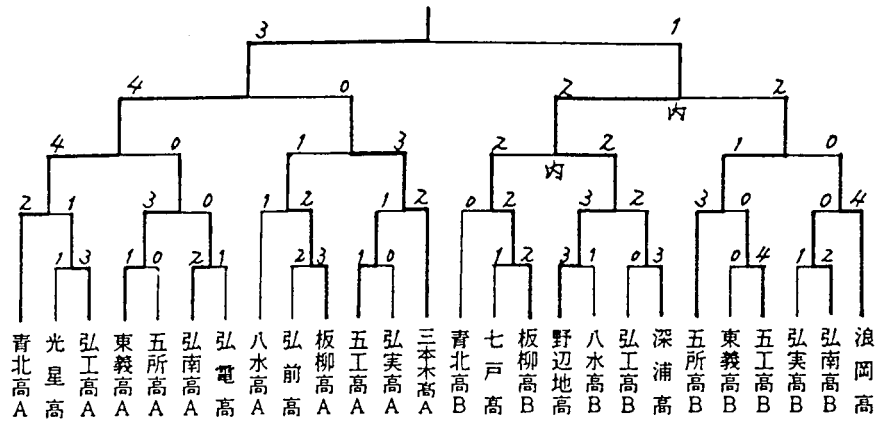 3 1
4 0 2 2
内
4 0 1 3 2 2 1 0
内
2 1 3 0 1 2 1 2 0 2 3 2 3 0 0 4
1 3 1 0 2 1 2 3 1 0 1 2 3 1 0 3 0 4 1 2
青北高A
光星高
弘工高A
東義高A
五所高A
弘南高A
弘電高
八水高A
弘前高
板柳高A
五工高A
弘実高A
三本木高A
青北高B
七戸高
板柳高B
野辺地高
八水高B
弘工高B
深浦高
五所高B
東義高B
五工高B
弘実高B
弘南高B
浪岡高